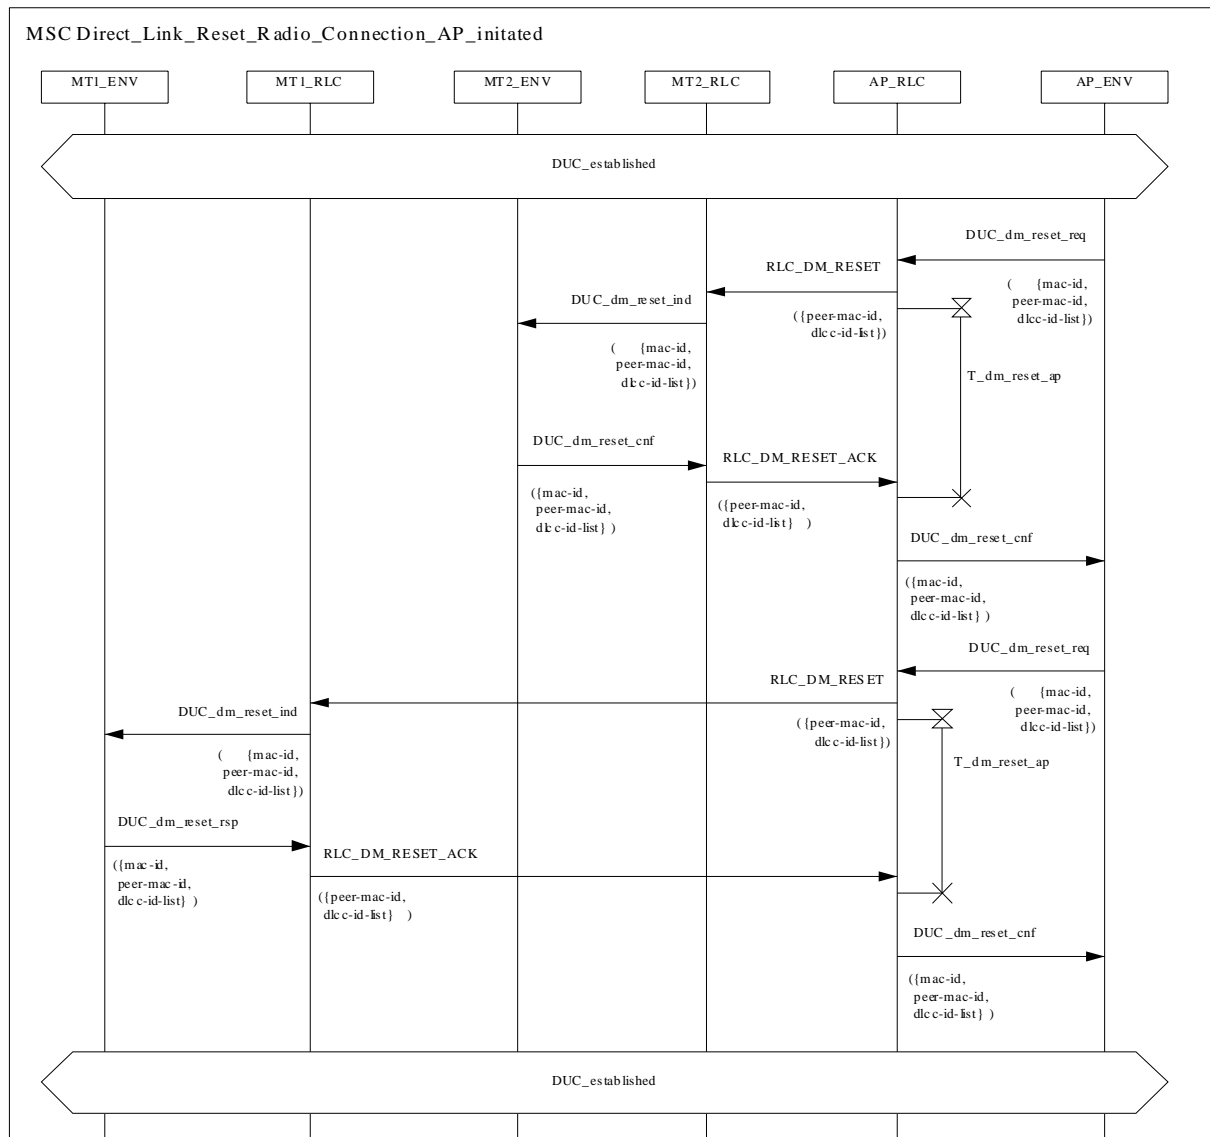 MSC Direct_Link_Reset_Radio_Connection_AP_initated
MT1_ENV
MT1_RLC
MT2_ENV
MT2_RLC
AP_RLC
AP_ENV
DUC_established
DUC_dm_reset_req
( {mac-id,
peer-mac-id,
dlcc-id-list})
RLC_DM_RESET
({peer-mac-id,
dlcc-id-list})
DUC_dm_reset_ind
( {mac-id,
peer-mac-id,
dlcc-id-list})
T_dm_reset_ap
DUC_dm_reset_cnf
({mac-id,
peer-mac-id,
dlcc-id-list} )
RLC_DM_RESET_ACK
({peer-mac-id,
dlcc-id-list} )
DUC_dm_reset_cnf
({mac-id,
peer-mac-id,
dlcc-id-list} )
DUC_dm_reset_req
( {mac-id,
peer-mac-id,
dlcc-id-list})
RLC_DM_RESET
({peer-mac-id,
dlcc-id-list})
DUC_dm_reset_ind
( {mac-id,
peer-mac-id,
dlcc-id-list})
T_dm_reset_ap
DUC_dm_reset_rsp
({mac-id,
peer-mac-id,
dlcc-id-list} )
RLC_DM_RESET_ACK
({peer-mac-id,
dlcc-id-list} )
DUC_dm_reset_cnf
({mac-id,
peer-mac-id,
dlcc-id-list} )
DUC_established